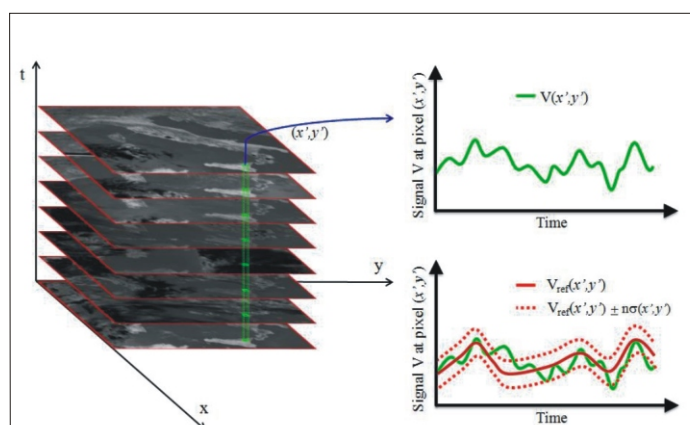 t
(x',y')
y
x
Signal V at pixel (x',y')
V(x',y')
Time
Signal V at pixel (x',y')
Vref(x',y')
Vref(x',y') ± nσ(x',y')
Time